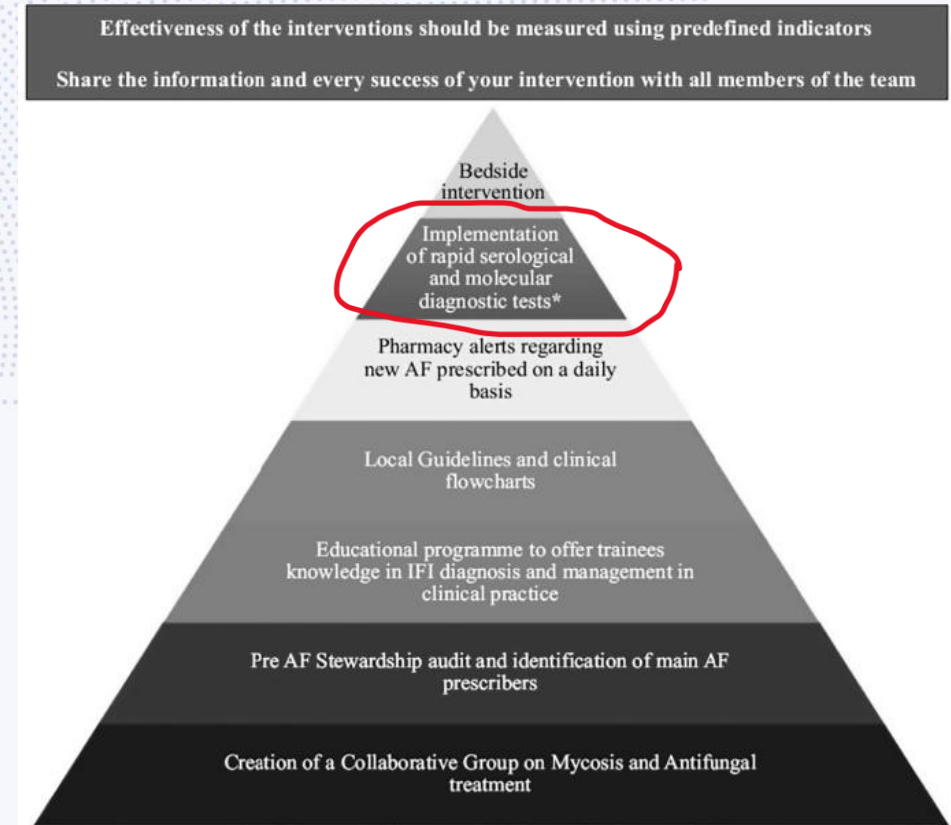 Effectiveness of the interventions should be measured using predefined indicators
Share the information and every success of your intervention with all members of the team
Bedside
intervention
Implementation
of rapid serological
and molecular
diagnostic tests*
Pharmacy alerts regarding
new AF prescribed on a daily
basis
Local Guidelines and clinical
flowcharts
Educational programme to offer trainees
knowledge in IFI diagnosis and management in
clinical practice
Pre AF Stewardship audit and identification of main AF
prescribers
Creation of a Collaborative Group on Mycosis and Antifungal
treatment